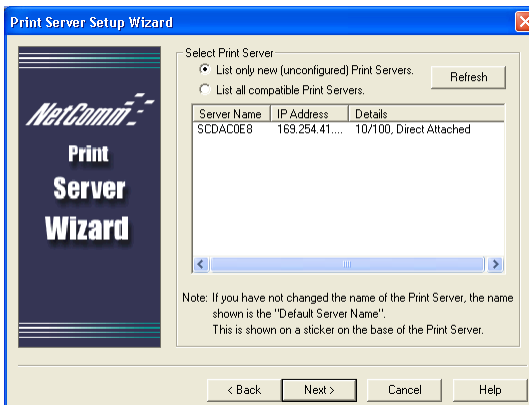 Print Server Setup Wizard
NetComm
Print
Server
Wizard
Select Print Server
List only new (unconfigured) Print Servers.
List all compatible Print Servers.
Refresh
Server Name IP Address Details
SCDAC0E8 169.254.41.... 10/100, Direct Attached
Note: If you have not changed the name of the Print Server, the name
shown is the "Default Server Name".
This is shown on a sticker on the base of the Print Server.
< Back Next > Cancel Help